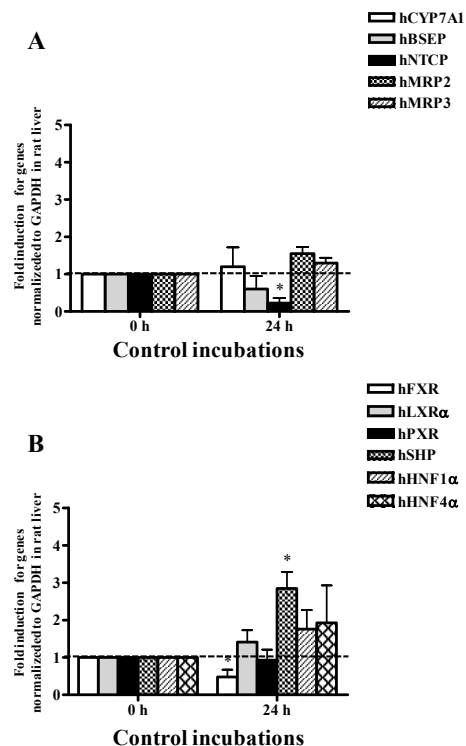 A
hCYP7A1
hBSEP
hNTCP
hMRP2
hMRP3
Fold induction for genes
normalizeded to GAPDH in rat liver
5
4
3
2
1
0
*
0 h
24 h
Control incubations
B
hFXR
hLXRα
hPXR
hSHP
hHNF1α
hHNF4α
Fold induction for genes
normalizeded to GAPDH in rat liver
5
4
3
2
1
0
*
*
0 h
24 h
Control incubations